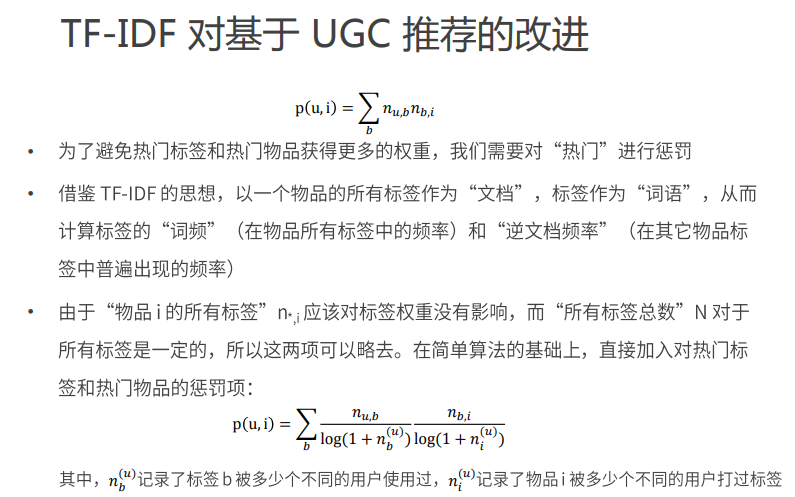 TF-IDF 对基于 UGC 推荐的改进
p(u,i) = ∑_b n_{u,b} n_{b,i}
• 为了避免热门标签和热门物品获得更多的权重，我们需要对“热门”进行惩罚
• 借鉴 TF-IDF 的思想，以一个物品的所有标签作为“文档”，标签作为“词语”，从而
计算标签的“词频”（在物品所有标签中的频率）和“逆文档频率”（在其它物品标
签中普遍出现的频率）
• 由于“物品 i 的所有标签” n_{*,i} 应该对标签权重没有影响，而“所有标签总数” N 对于
所有标签是一定的，所以这两项可以略去。在简单算法的基础上，直接加入对热门标
签和热门物品的惩罚项：
p(u,i) = ∑_b \frac{n_{u,b}}{log(1 + n_b^{(u)})} \frac{n_{b,i}}{log(1 + n_i^{(u)})}
其中，n_b^{(u)}记录了标签 b 被多少个不同的用户使用过，n_i^{(u)}记录了物品 i 被多少个不同的用户打过标签